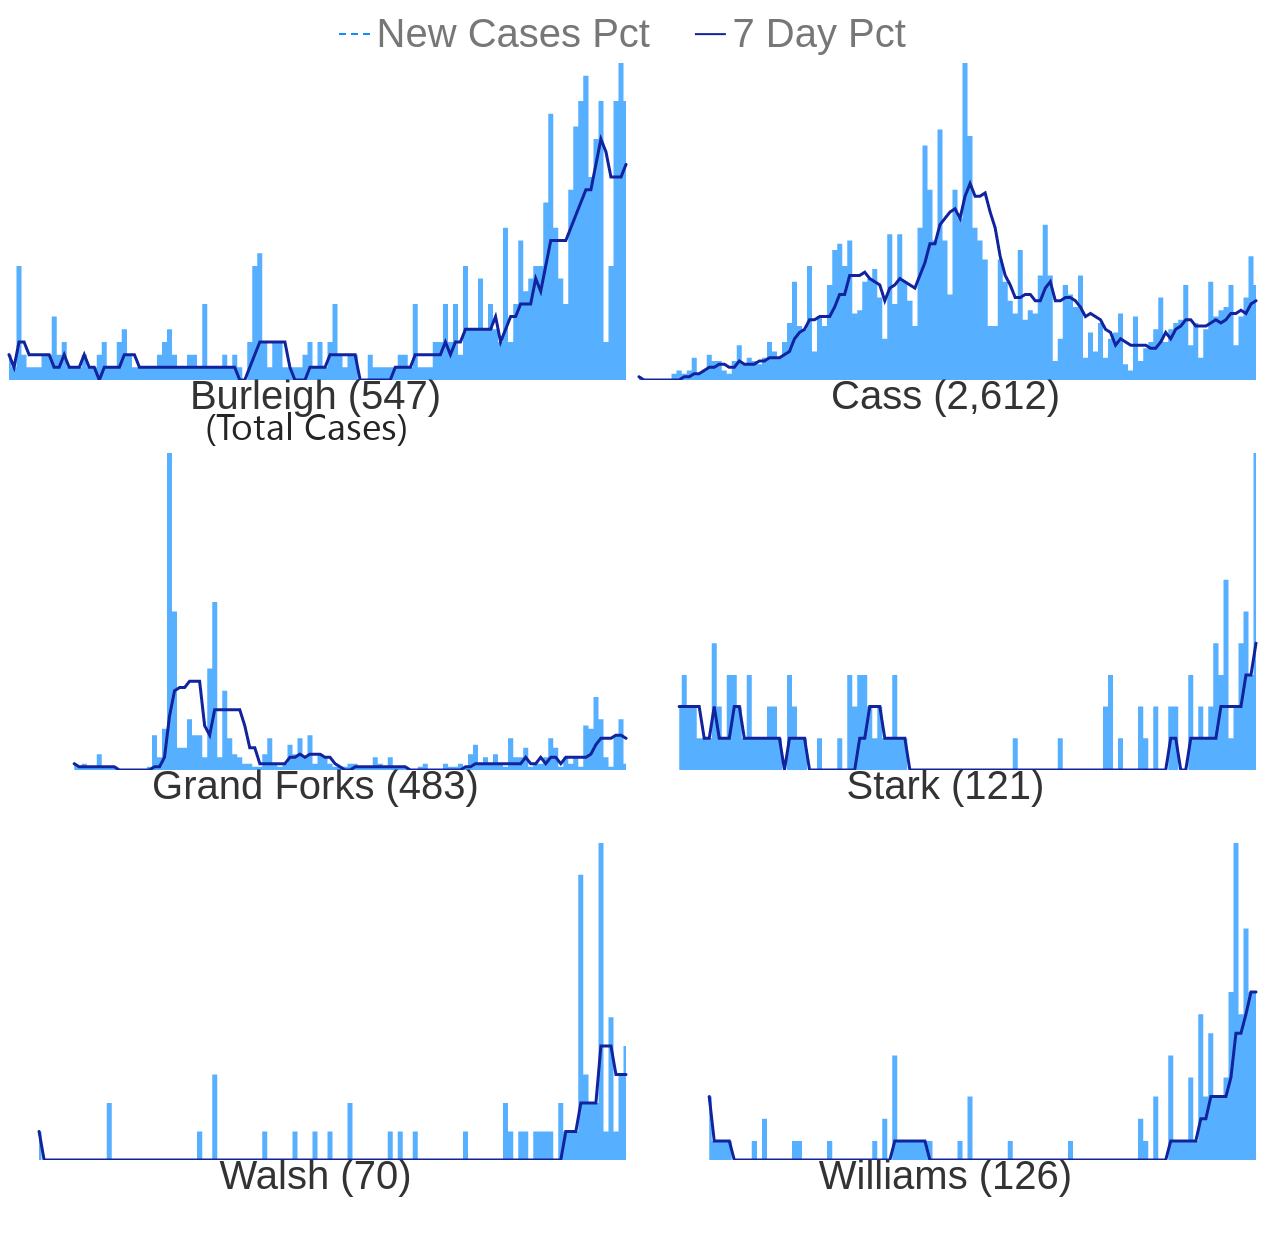 New Cases Pct 7 Day Pct
Burleigh (547) Cass (2,612)
(Total Cases)
Grand Forks (483) Stark (121)
Walsh (70) Williams (126)